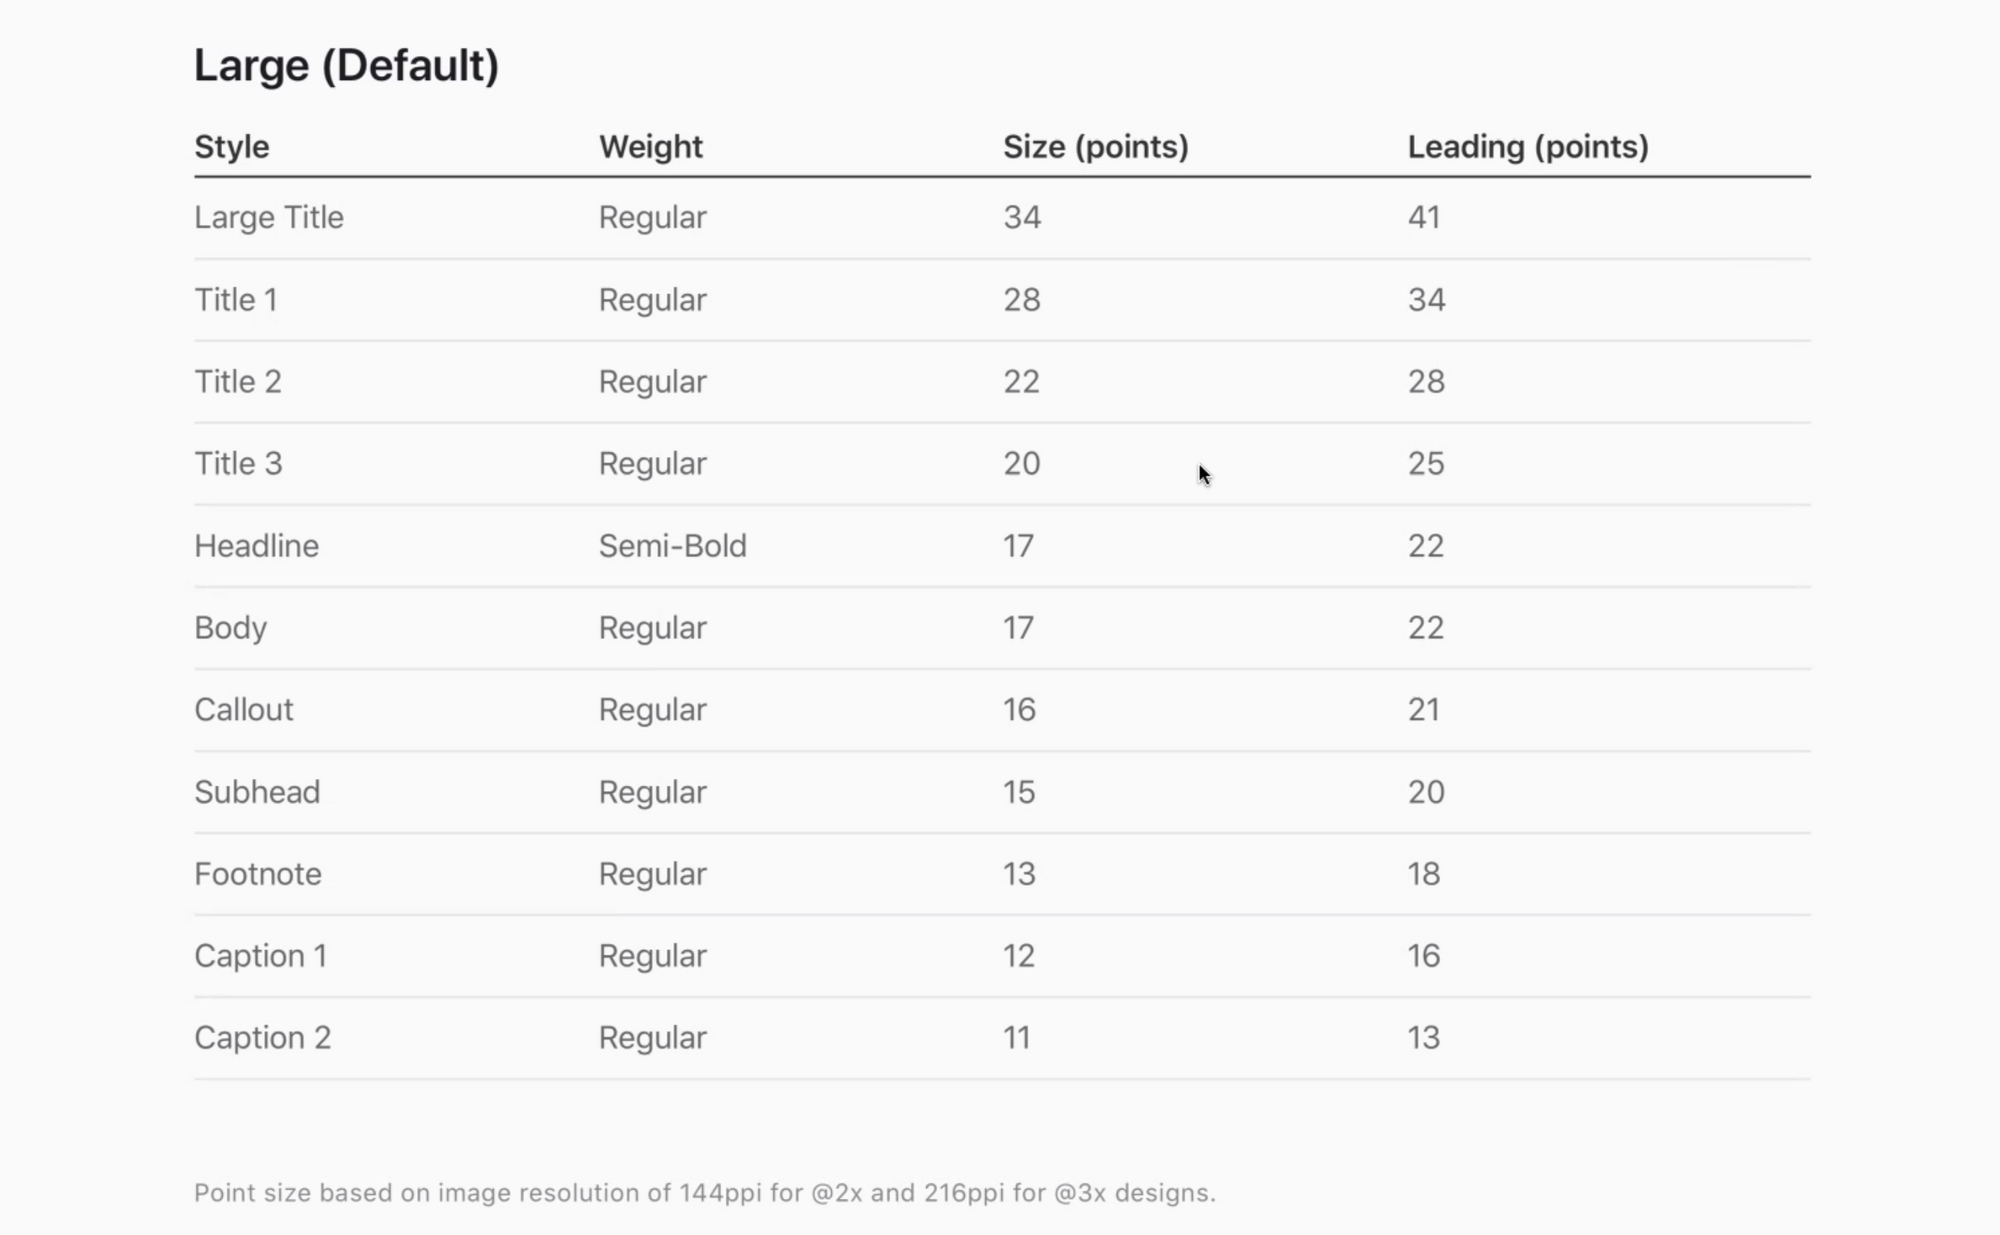 Large (Default)
Style Weight Size (points) Leading (points)
Large Title Regular 34 41
Title 1 Regular 28 34
Title 2 Regular 22 28
Title 3 Regular 20 25
Headline Semi-Bold 17 22
Body Regular 17 22
Callout Regular 16 21
Subhead Regular 15 20
Footnote Regular 13 18
Caption 1 Regular 12 16
Caption 2 Regular 11 13
Point size based on image resolution of 144ppi for @2x and 216ppi for @3x designs.